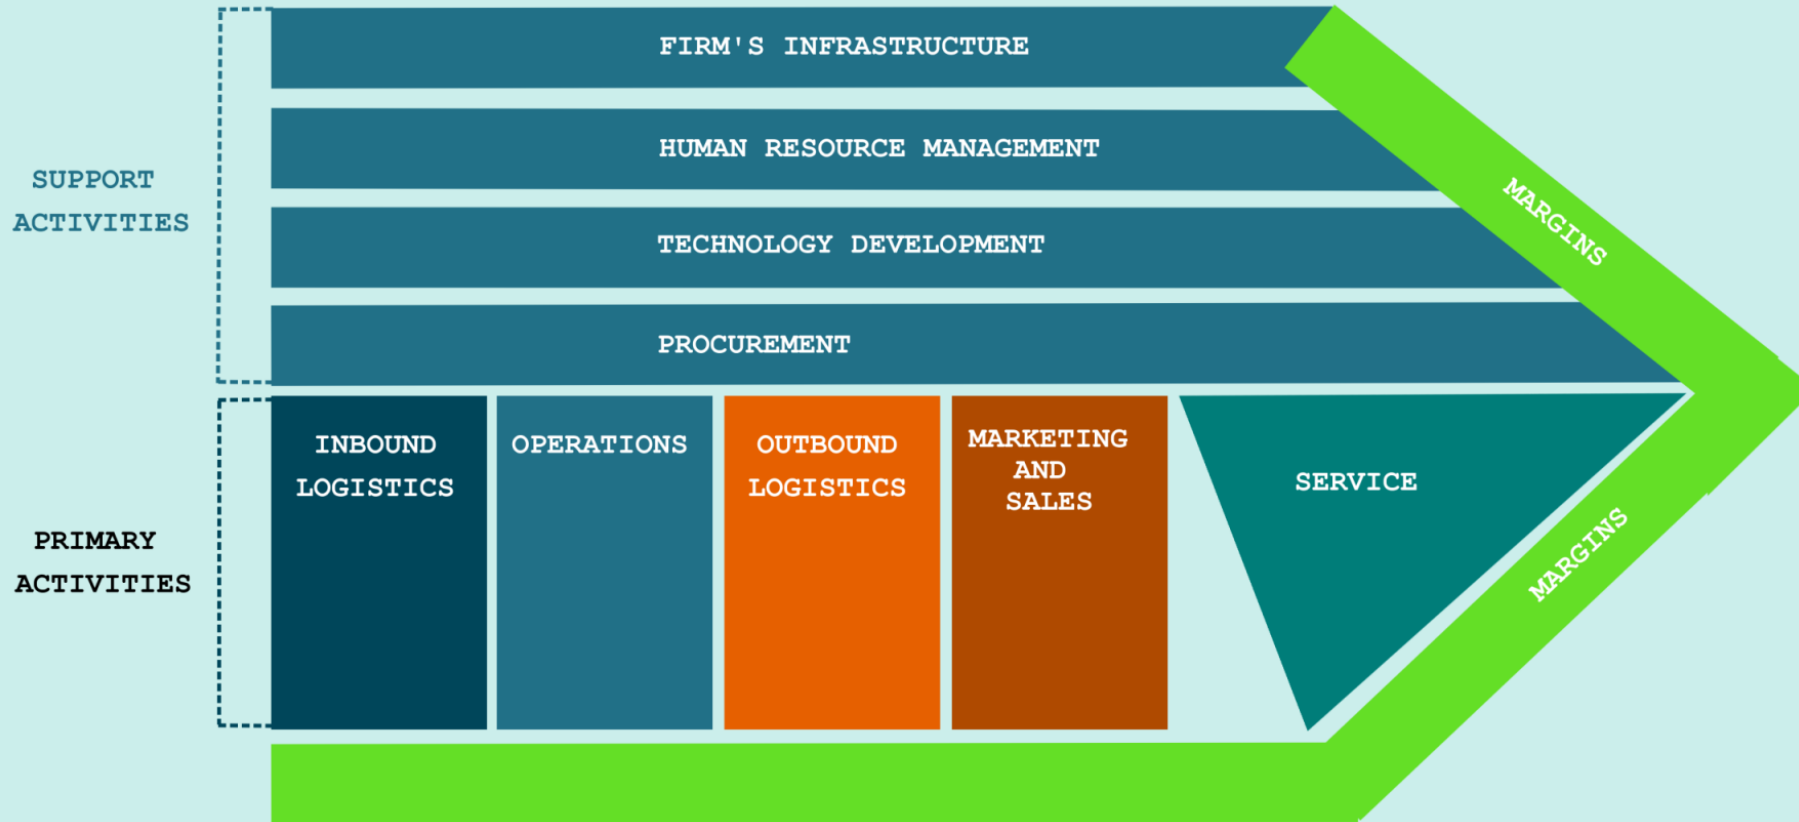 FIRM'S INFRASTRUCTURE
HUMAN RESOURCE MANAGEMENT
TECHNOLOGY DEVELOPMENT
PROCUREMENT
SUPPORT
ACTIVITIES
MARGINS
INBOUND
LOGISTICS
OPERATIONS
OUTBOUND
LOGISTICS
MARKETING
AND
SALES
SERVICE
PRIMARY
ACTIVITIES
MARGINS